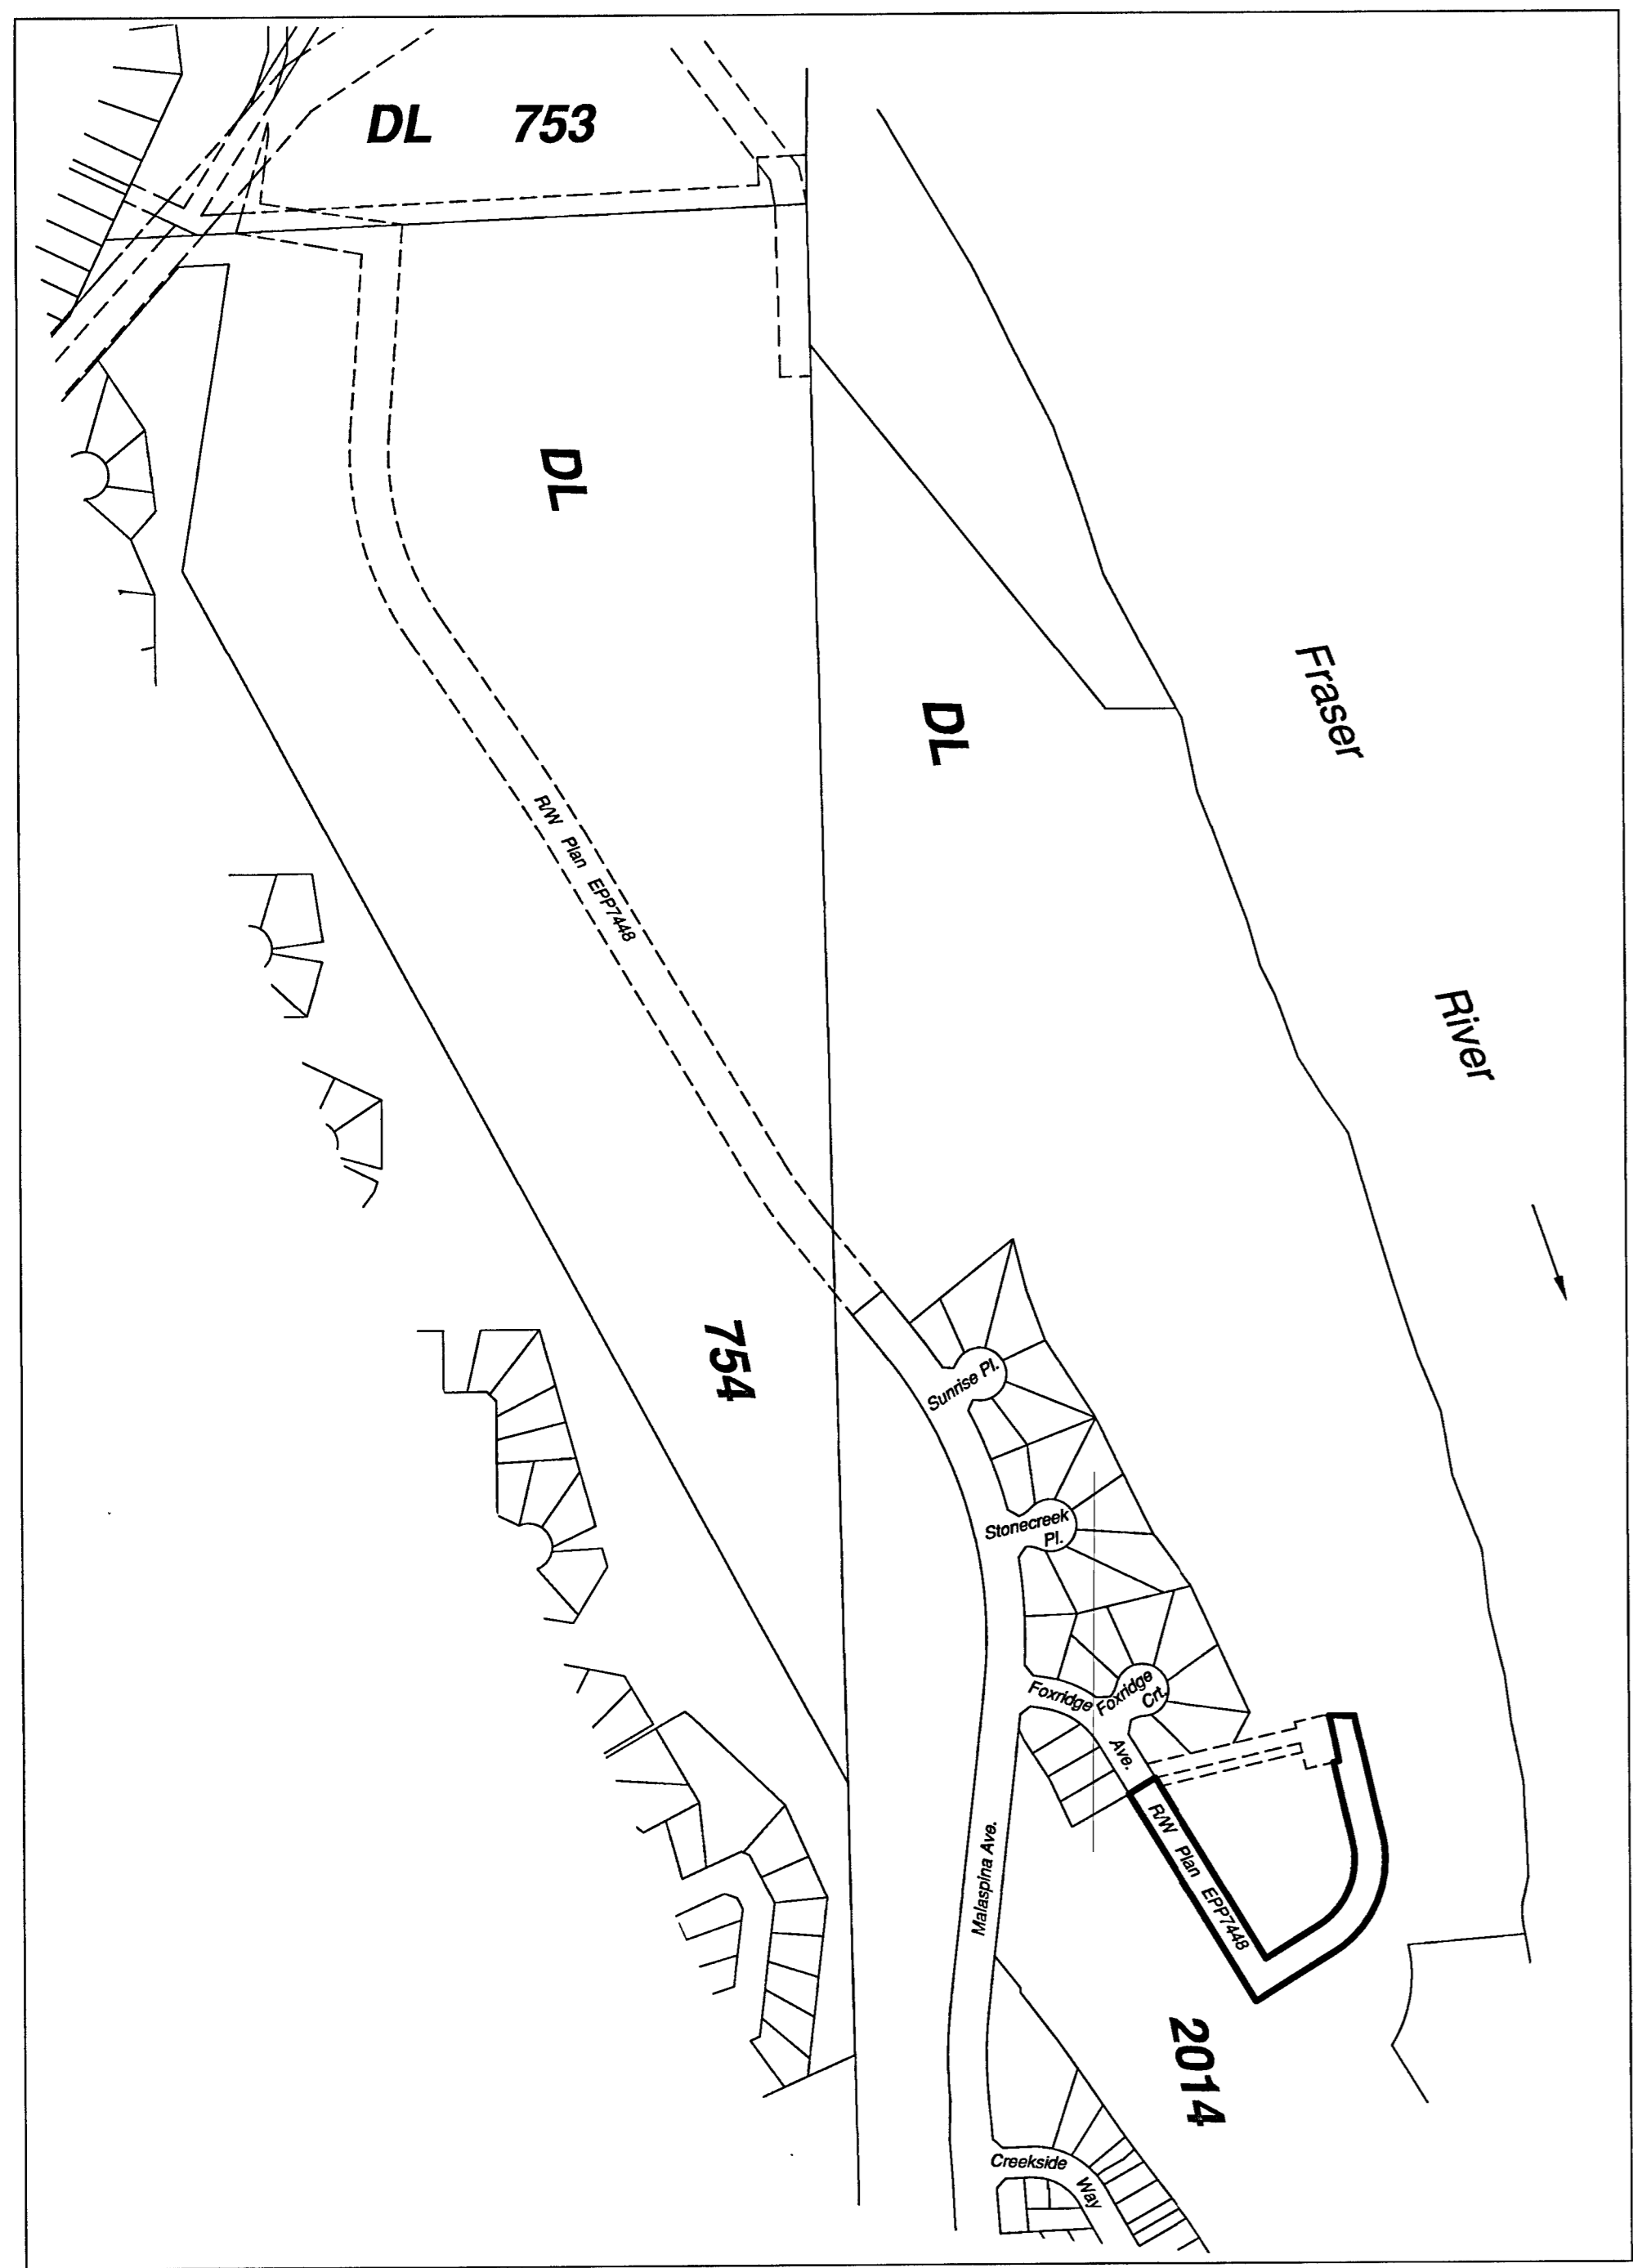 DL 753
DL
Fraser
DL
R/W Plan EPP7448
River
754
Sunrise Pl.
Stonecreek
Pl.
Foxridge
Foxridge
Crt.
Ave.
R/W Plan EPP7448
Malaspina Ave.
2014
Creekside
Way